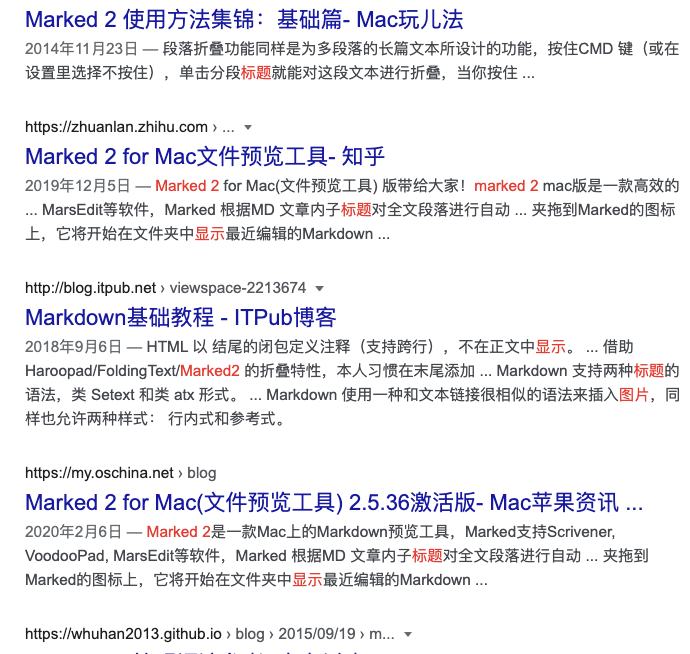 Marked 2 使用方法集锦：基础篇- Mac玩儿法
2014年11月23日 — 段落折叠功能同样是为多段落的长篇文本所设计的功能，按住CMD 键（或在
设置里选择不按住），单击分段标题就能对这段文本进行折叠，当你按住 ...
https://zhuanlan.zhihu.com › ...
Marked 2 for Mac文件预览工具- 知乎
2019年12月5日 — Marked 2 for Mac(文件预览工具) 版带给大家！marked 2 mac版是一款高效的
... MarsEdit等软件，Marked 根据MD 文章内子标题对全文段落进行自动 ... 夹拖到Marked的图标
上，它将开始在文件夹中显示最近编辑的Markdown ...
http://blog.itpub.net › viewspace-2213674
Markdown基础教程 - ITPub博客
2018年9月6日 — HTML 以 结尾的闭包定义注释（支持跨行），不在正文中显示。 ... 借助
Haroopad/FoldingText/Marked2 的折叠特性，本人习惯在末尾添加 ... Markdown 支持两种标题的
语法，类 Setext 和类 atx 形式。 ... Markdown 使用一种和文本链接很相似的语法来插入图片，同
样也允许两种样式： 行内式和参考式。
https://my.oschina.net › blog
Marked 2 for Mac(文件预览工具) 2.5.36激活版- Mac苹果资讯 ...
2020年2月6日 — Marked 2是一款Mac上的Markdown预览工具，Marked支持Scrivener,
VoodooPad, MarsEdit等软件，Marked 根据MD 文章内子标题对全文段落进行自动 ... 夹拖到
Marked的图标上，它将开始在文件夹中显示最近编辑的Markdown ...
https://whuhan2013.github.io › blog › 2015/09/19 › m...